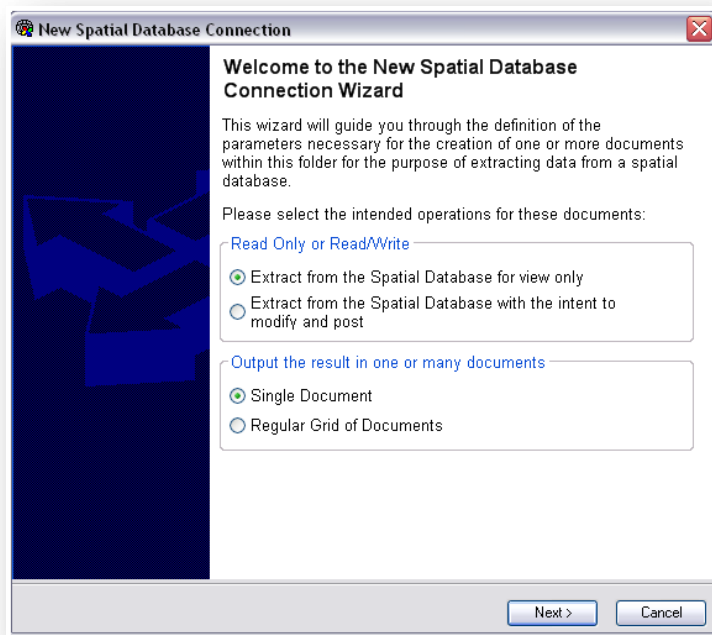 New Spatial Database Connection
Welcome to the New Spatial Database
Connection Wizard
This wizard will guide you through the definition of the
parameters necessary for the creation of one or more documents
within this folder for the purpose of extracting data from a spatial
database.
Please select the intended operations for these documents:
Read Only or Read/Write
Extract from the Spatial Database for view only
Extract from the Spatial Database with the intent to
modify and post
Output the result in one or many documents
Single Document
Regular Grid of Documents
Next >
Cancel